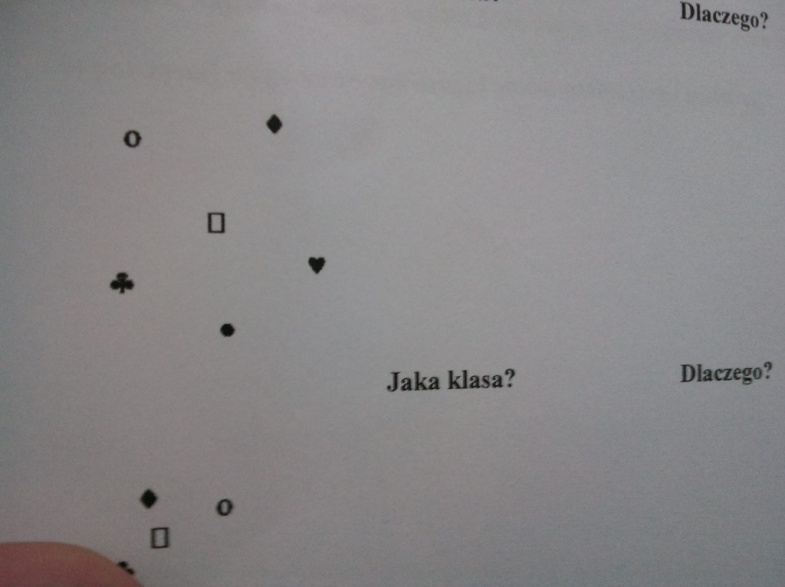 Dlaczego?
o ♦
▯
♥
♣
●
Jaka klasa? Dlaczego?
♦ o
▯